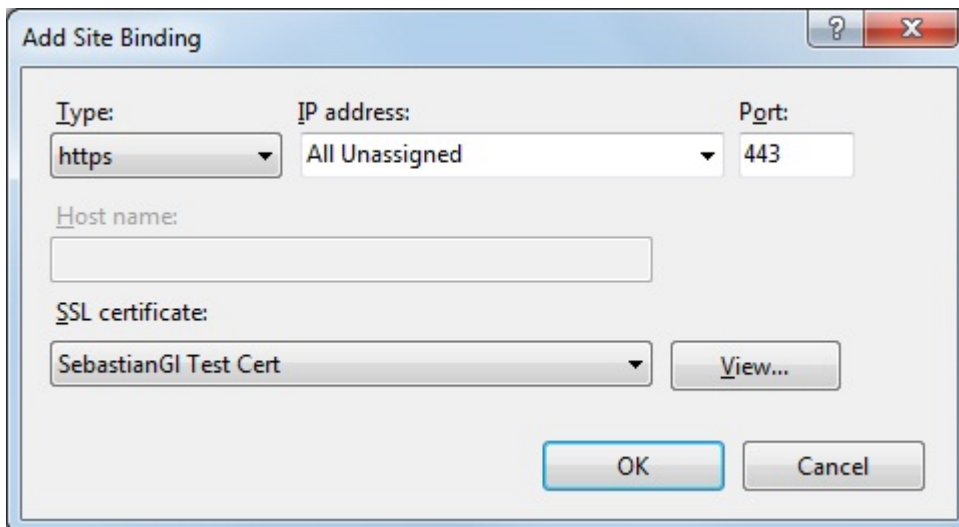 Add Site Binding
Type: IP address: Port:
https All Unassigned 443
Host name:
SSL certificate:
SebastianGI Test Cert View...
OK Cancel